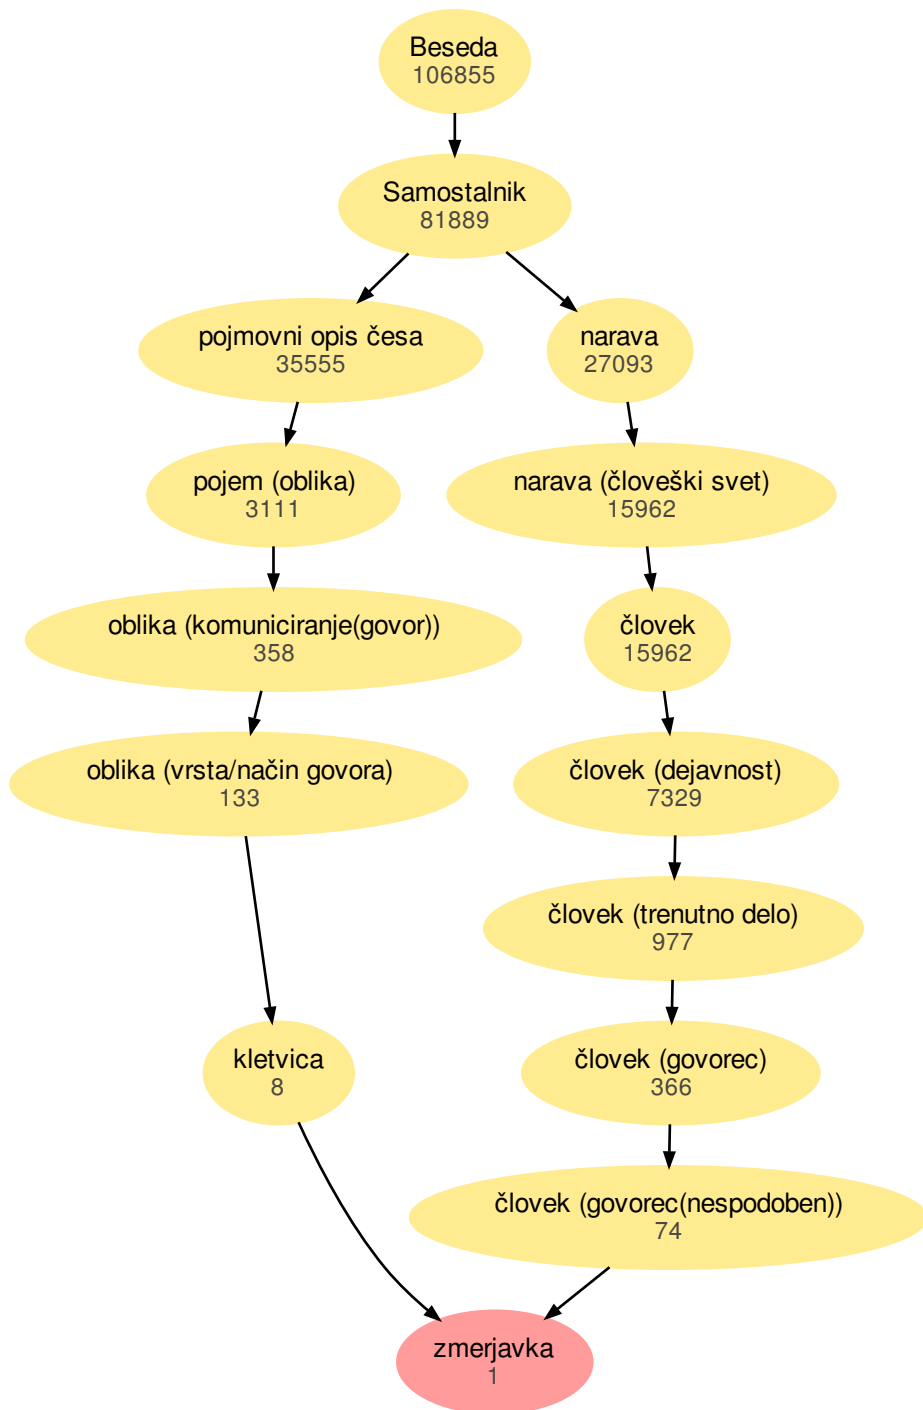 Beseda
106855
Samostalnik
81889
pojmovni opis česa
35555
narava
27093
pojem (oblika)
3111
narava (človeški svet)
15962
oblika (komuniciranje(govor))
358
človek
15962
oblika (vrsta/način govora)
133
človek (dejavnost)
7329
človek (trenutno delo)
977
kletvica
8
človek (govorec)
366
človek (govorec(nespodoben))
74
zmerjavka
1